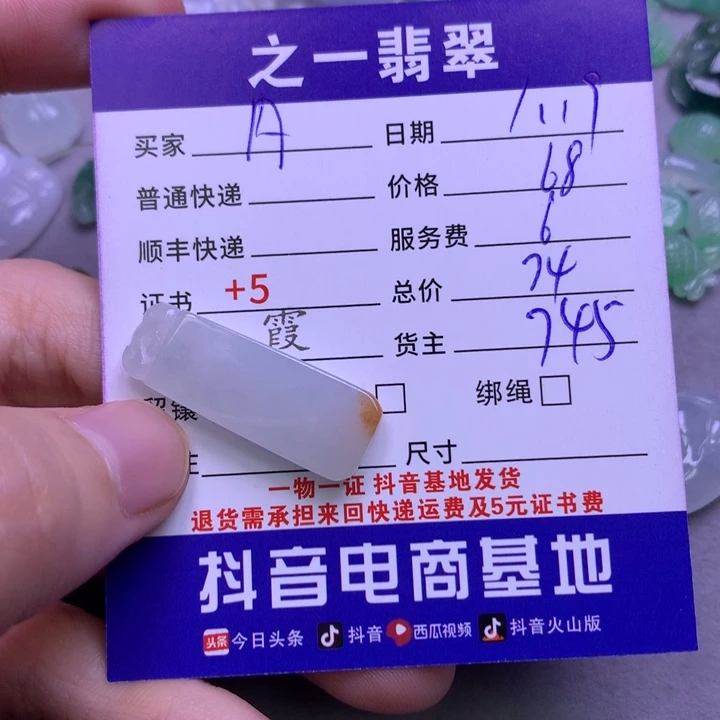 之一翡翠
买家 A 日期 1119
普通快递 价格 68
顺丰快递 服务费 6
证书 +5 总价 74
霞 货主 745
镶 绑绳
尺寸
一物一证 抖音基地发货
退货需承担来回快递运费及5元证书费
抖音电商基地
头条 今日头条 抖音 西瓜视频 抖音火山版